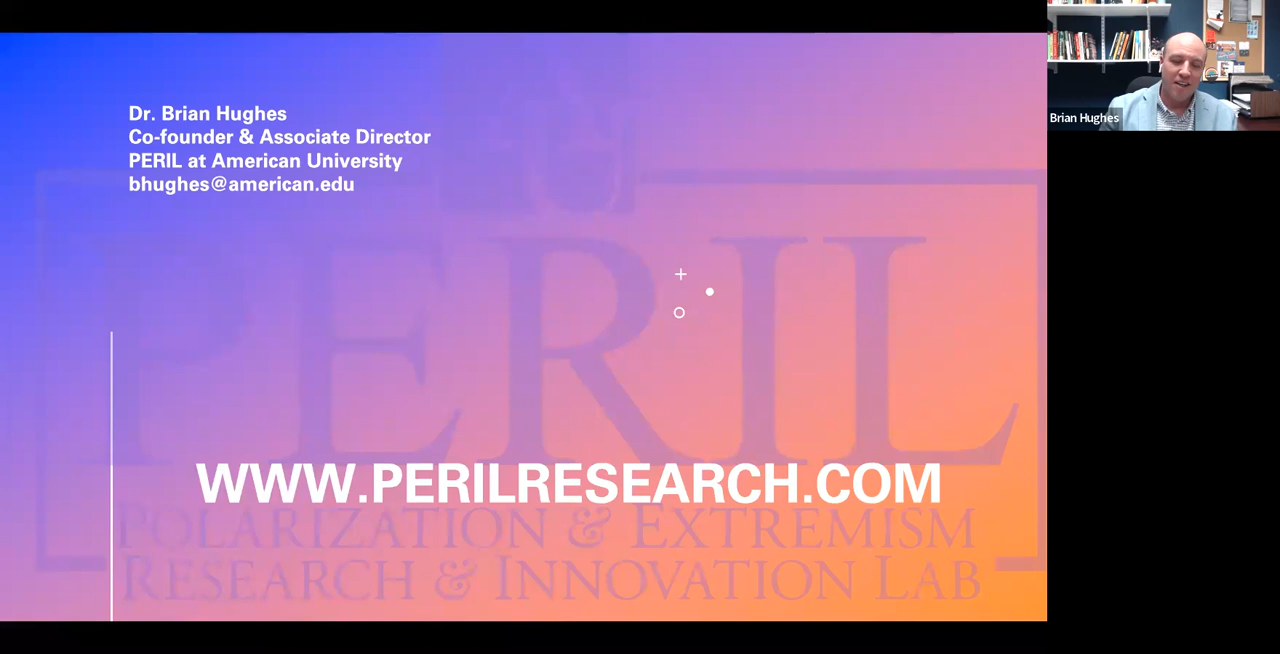 Dr. Brian Hughes
Co-founder & Associate Director
PERIL at American University
bhughes@american.edu
PERIL
WWW.PERILRESEARCH.COM
POLARIZATION & EXTREMISM
RESEARCH & INNOVATION LAB
Brian Hughes